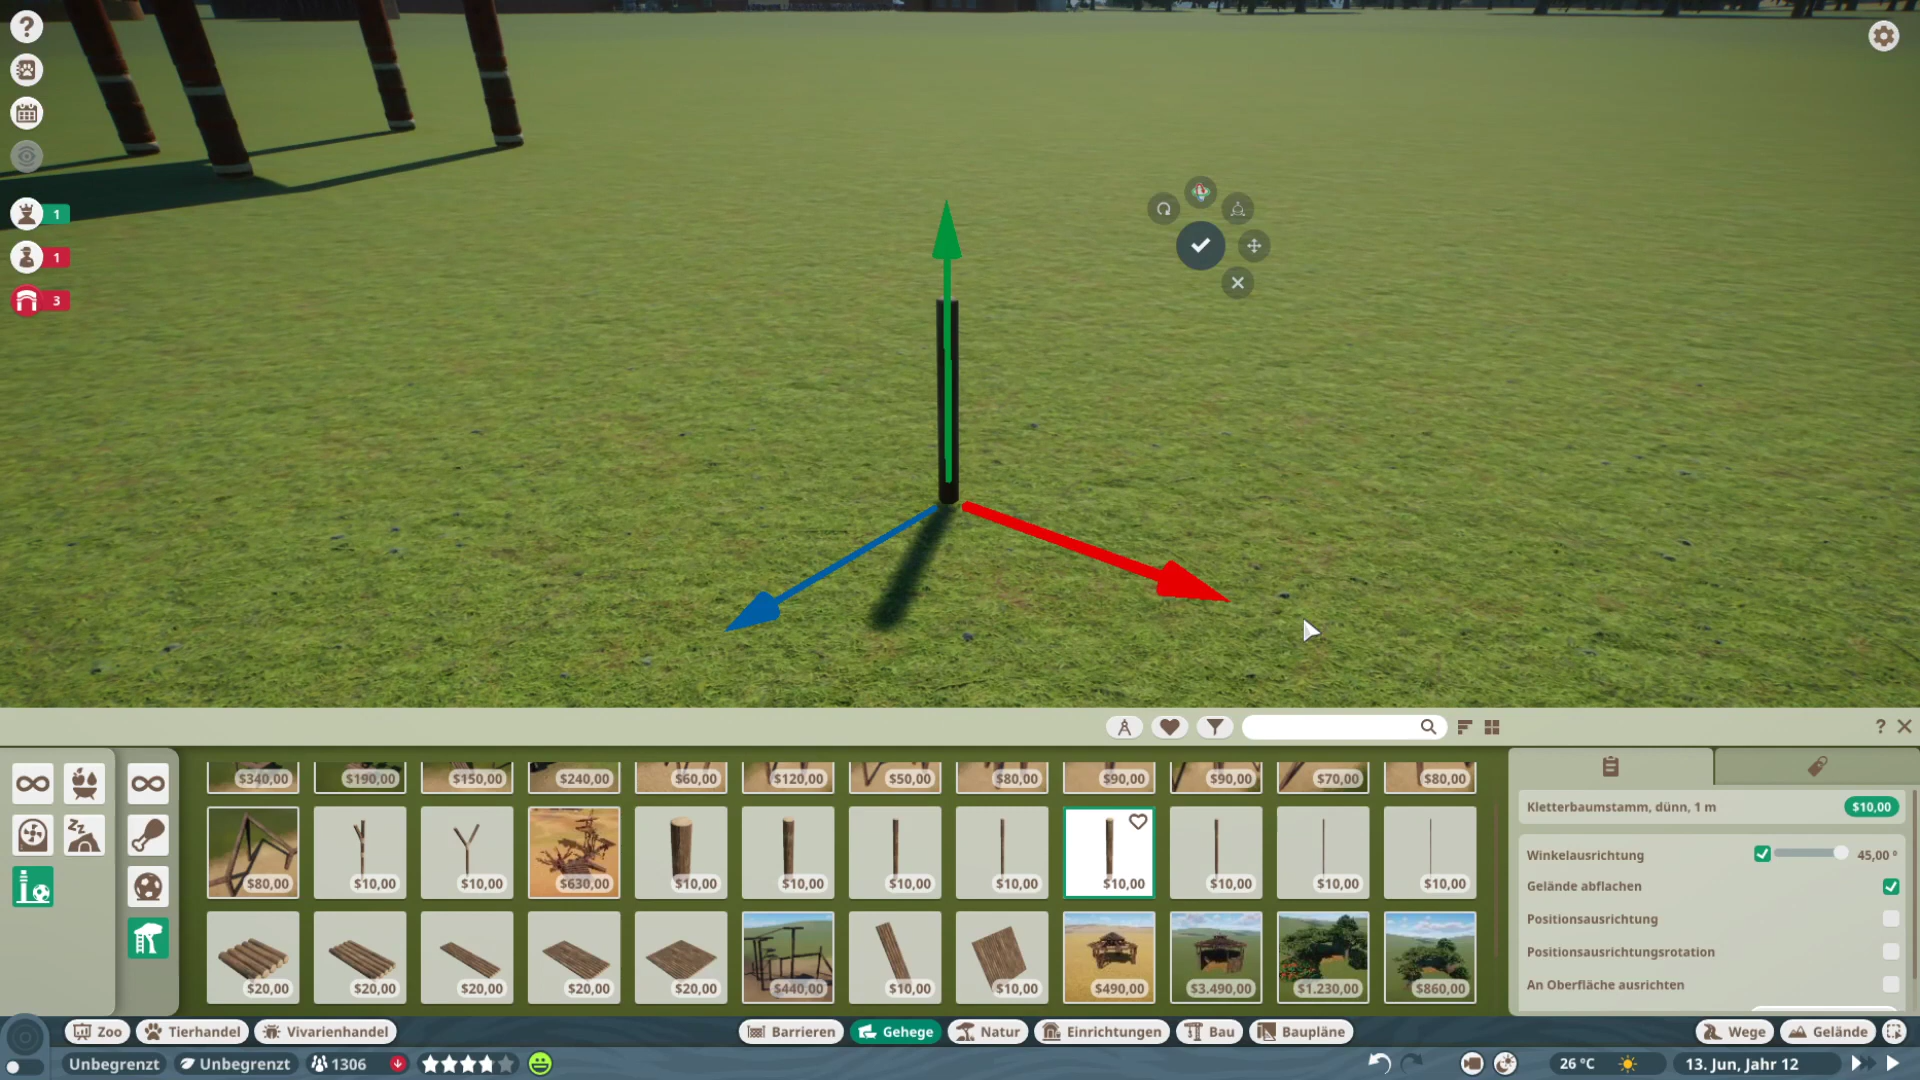 1
1
3
$340,00 $190,00 $150,00 $240,00 $60,00 $120,00 $50,00 $80,00 $90,00 $90,00 $70,00 $80,00
$80,00 $10,00 $10,00 $630,00 $10,00 $10,00 $10,00 $10,00 $10,00 $10,00 $10,00 $10,00
$20,00 $20,00 $20,00 $20,00 $20,00 $440,00 $10,00 $10,00 $490,00 $3.490,00 $1.230,00 $860,00
?
Kletterbaumstamm, dünn, 1 m $10,00
Winkelausrichtung 45,00 °
Gelände abflachen
Positionsausrichtung
Positionsausrichtungsrotation
An Oberfläche ausrichten
Zoo Tierhandel Vivarienhandel Barrieren Gehege Natur Einrichtungen Bau Baupläne Wege Gelände
Unbegrenzt Unbegrenzt 1306 26 °C 13. Jun, Jahr 12